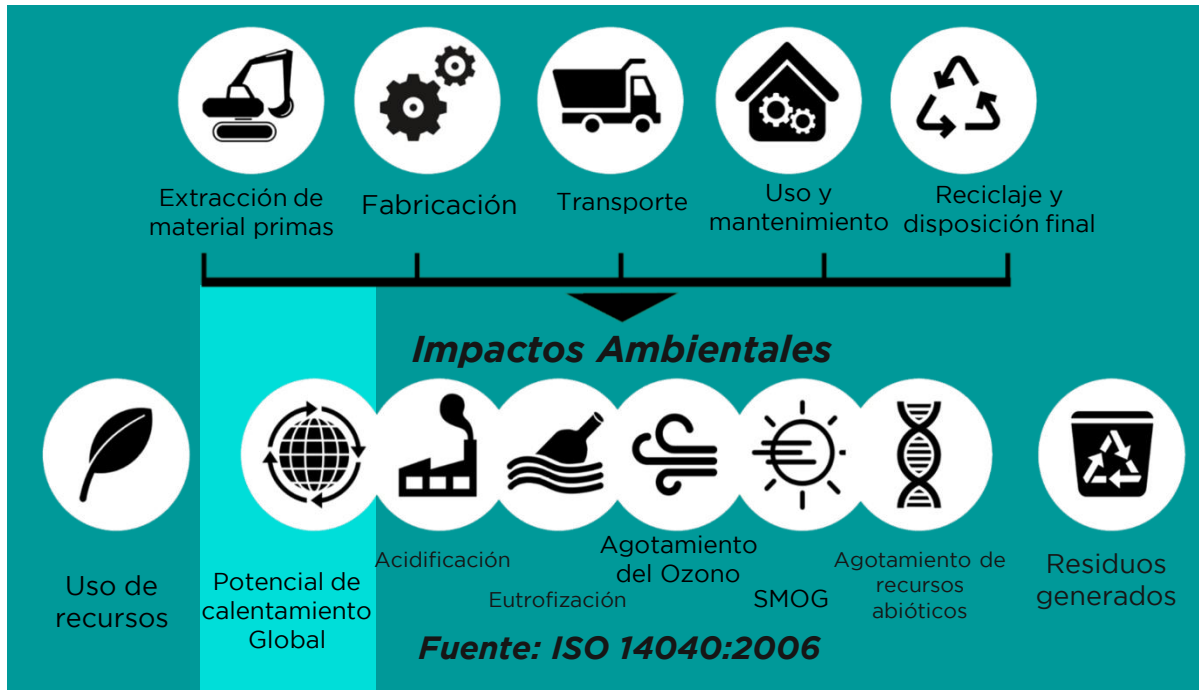 Extracción de
material primas
Fabricación
Transporte
Uso y
mantenimiento
Reciclaje y
disposición final
Impactos Ambientales
Uso de
recursos
Potencial de
calentamiento
Global
Acidificación
Eutrofización
Agotamiento
del Ozono
SMOG
Agotamiento de
recursos
abióticos
Residuos
generados
Fuente: ISO 14040:2006